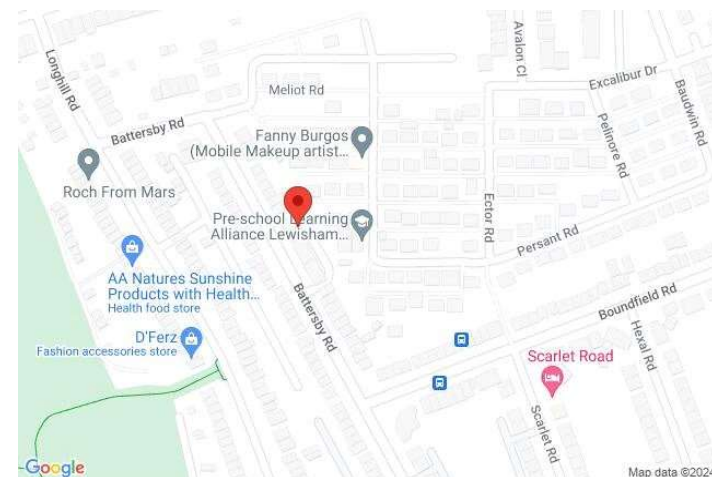 Longhill Rd
Avalon Cl
Meliot Rd
Excalibur Dr
Baudwin Rd
Battersby Rd
Fanny Burgos
(Mobile Makeup artist...
Pelinore Rd
Roch From Mars
Ector Rd
Pre-school Learning
Alliance Lewisham...
Persant Rd
AA Natures Sunshine
Products with Health...
Health food store
Battersby Rd
Boundfield Rd
D'Ferz
Fashion accessories store
Hexal Rd
Scarlet Road
Scarlet Rd
Google
Map data ©2024